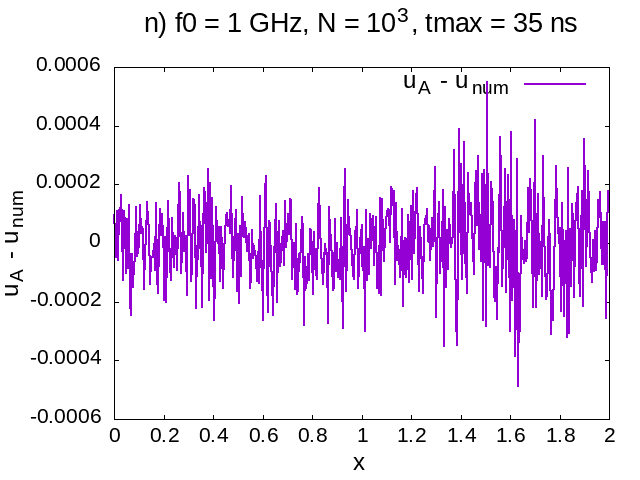 n) f0 = 1 GHz, N = 10³, tmax = 35 ns
u_A - u_num
0.0006
0.0004
0.0002
0
-0.0002
-0.0004
-0.0006
u_A - u_num
0 0.2 0.4 0.6 0.8 1 1.2 1.4 1.6 1.8 2
x